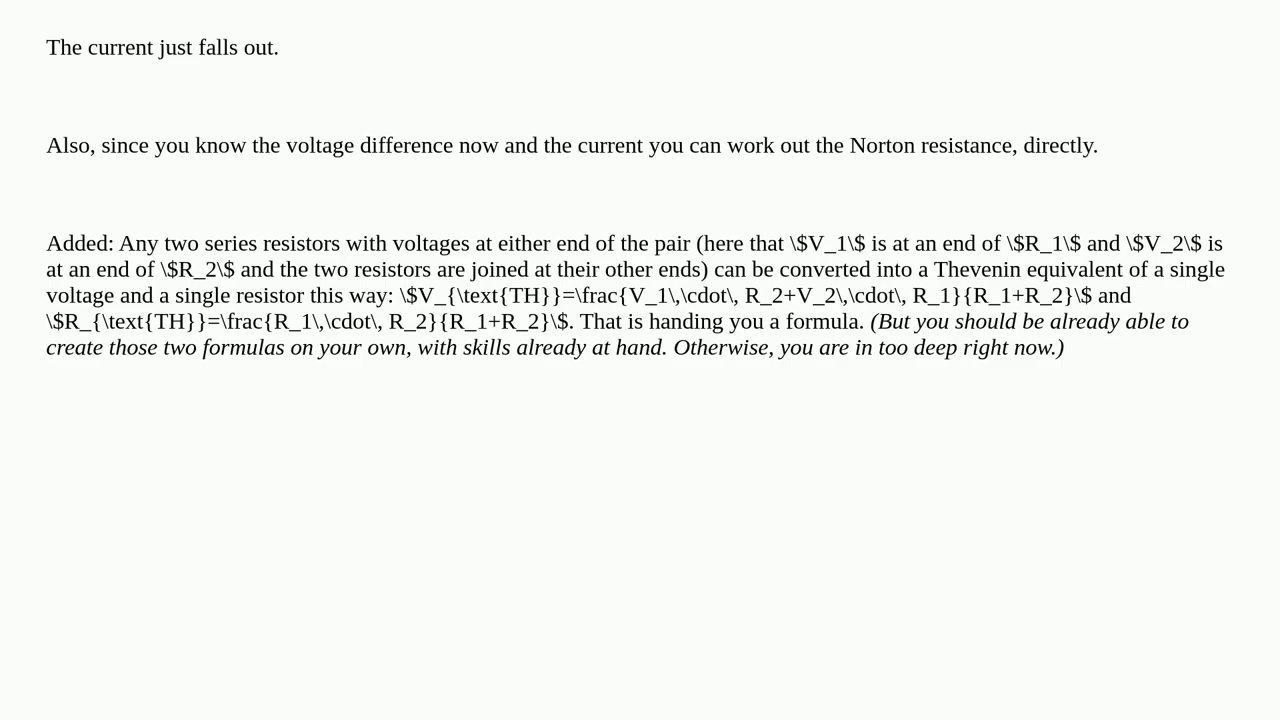 The current just falls out.
Also, since you know the voltage difference now and the current you can work out the Norton resistance, directly.
Added: Any two series resistors with voltages at either end of the pair (here that \$V_1\$ is at an end of \$R_1\$ and \$V_2\$ is
at an end of \$R_2\$ and the two resistors are joined at their other ends) can be converted into a Thevenin equivalent of a single
voltage and a single resistor this way: \$V_{\text{TH}}=\frac{V_1\,\cdot\, R_2+V_2\,\cdot\, R_1}{R_1+R_2}\$ and
\$R_{\text{TH}}=\frac{R_1\,\cdot\, R_2}{R_1+R_2}\$. That is handing you a formula. (But you should be already able to
create those two formulas on your own, with skills already at hand. Otherwise, you are in too deep right now.)